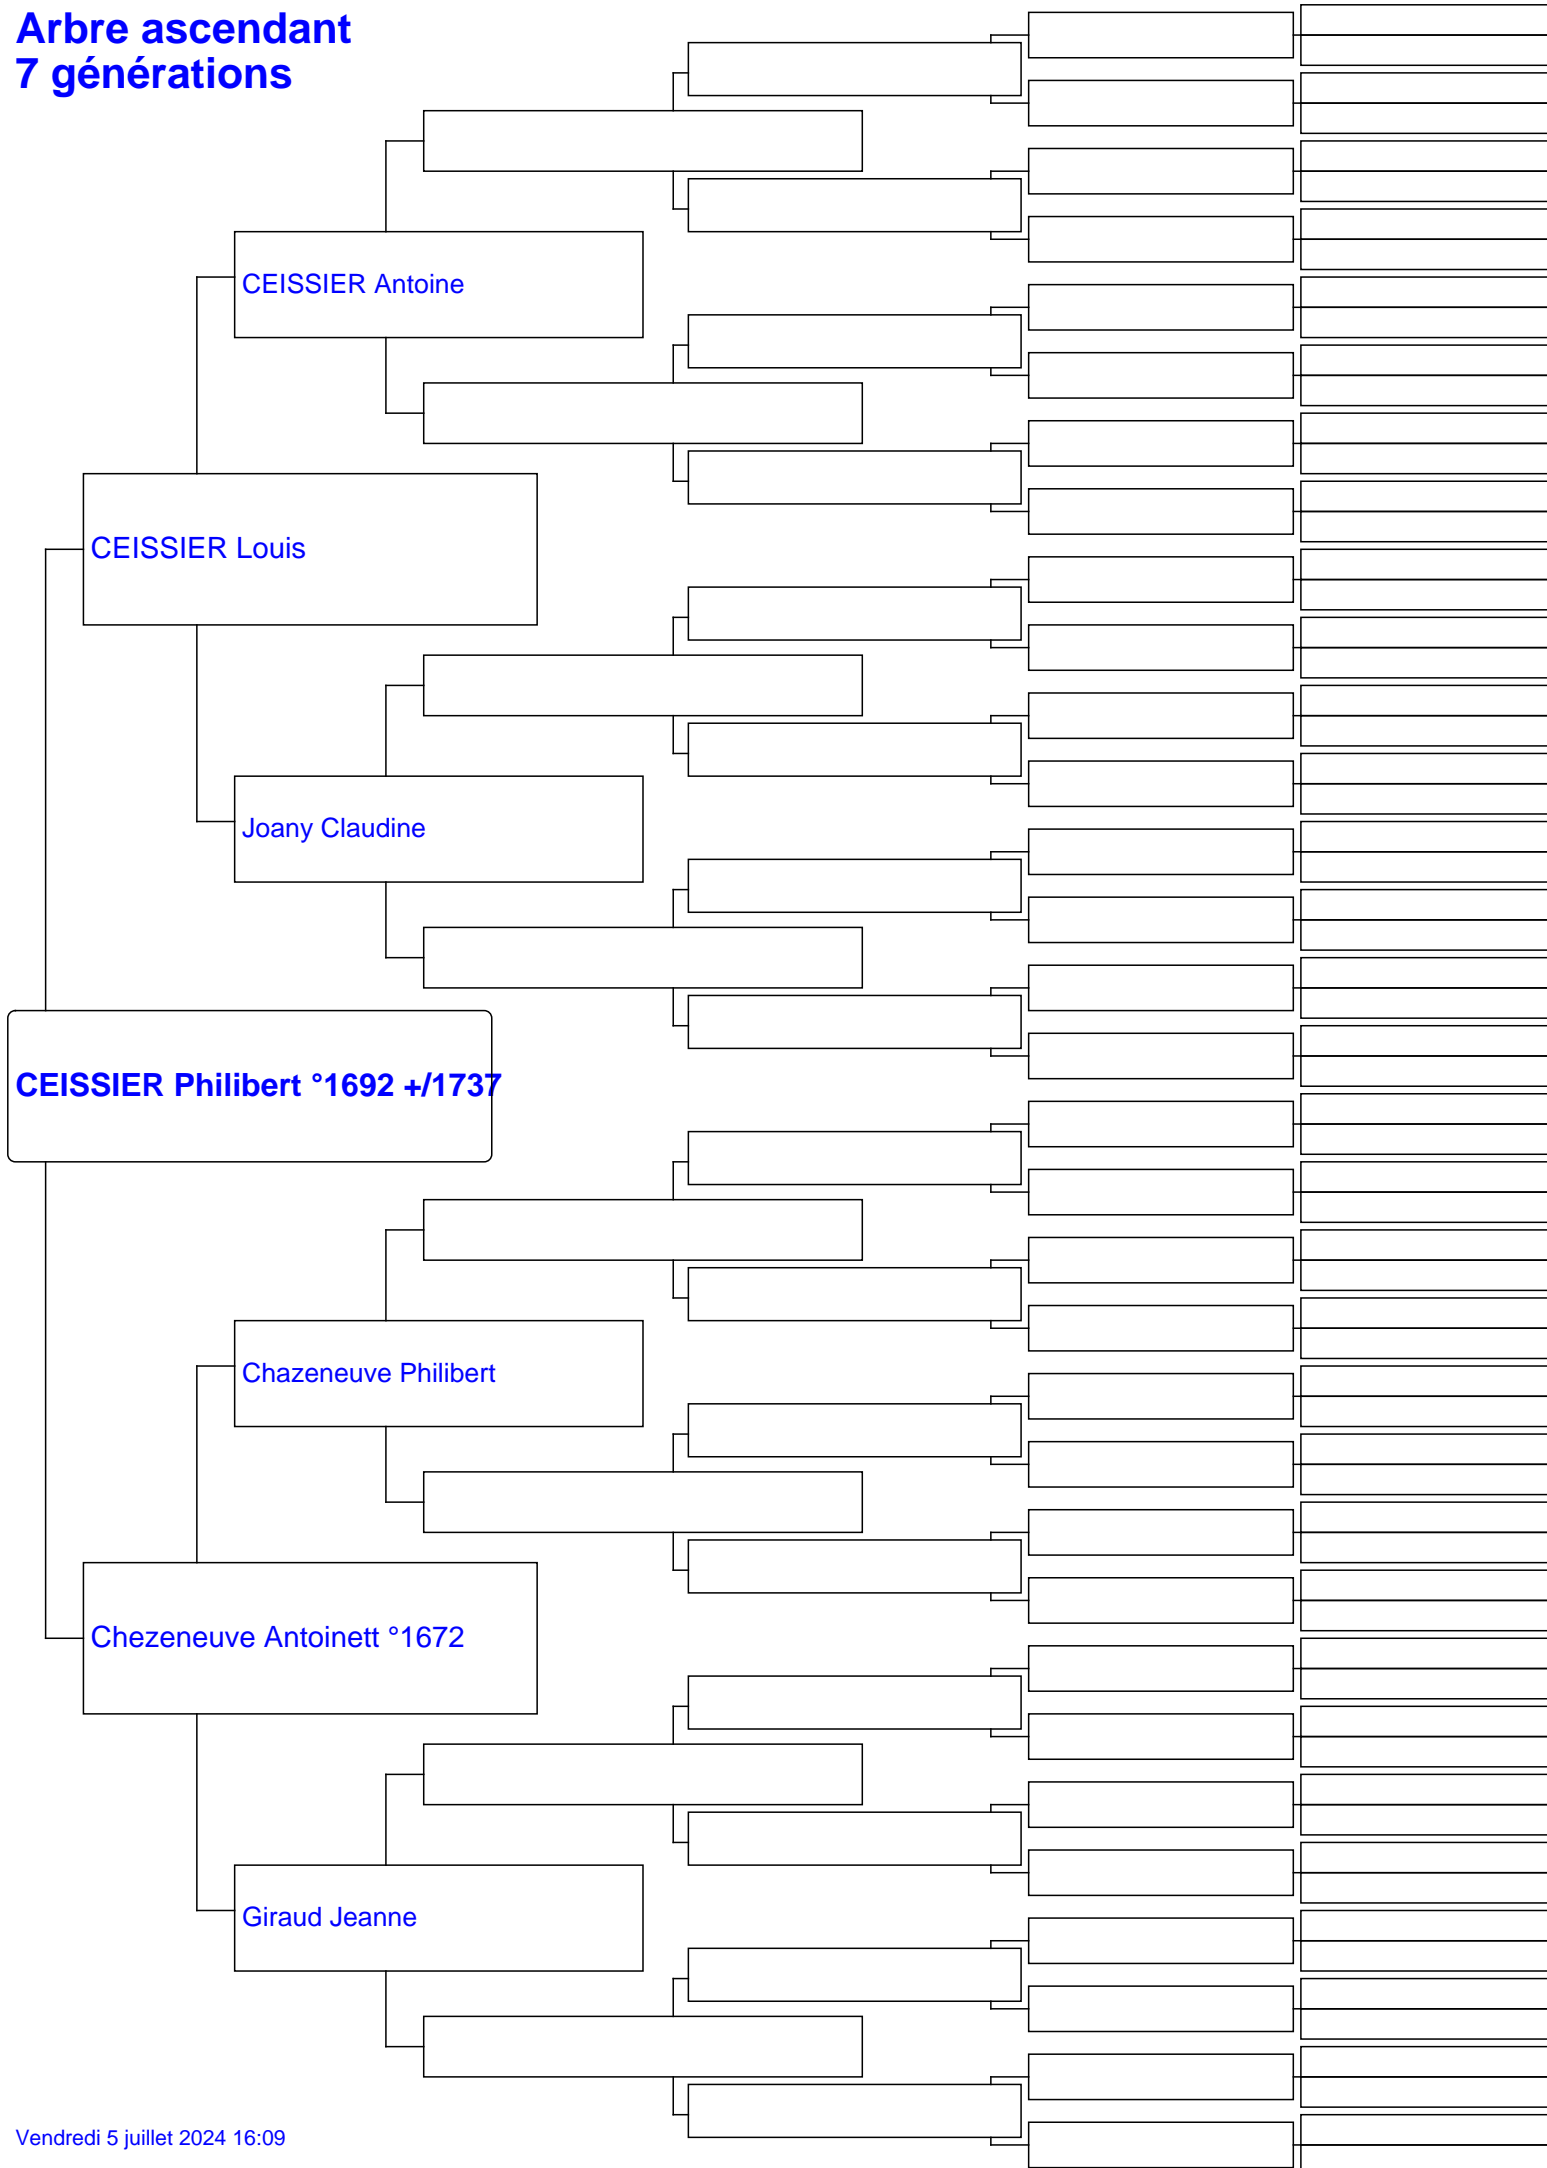 Arbre ascendant
7 générations
CEISSIER Antoine
CEISSIER Louis
Joany Claudine
CEISSIER Philibert °1692 +/1737
Chazeneuve Philibert
Chezeneuve Antoinett °1672
Giraud Jeanne
Vendredi 5 juillet 2024 16:09